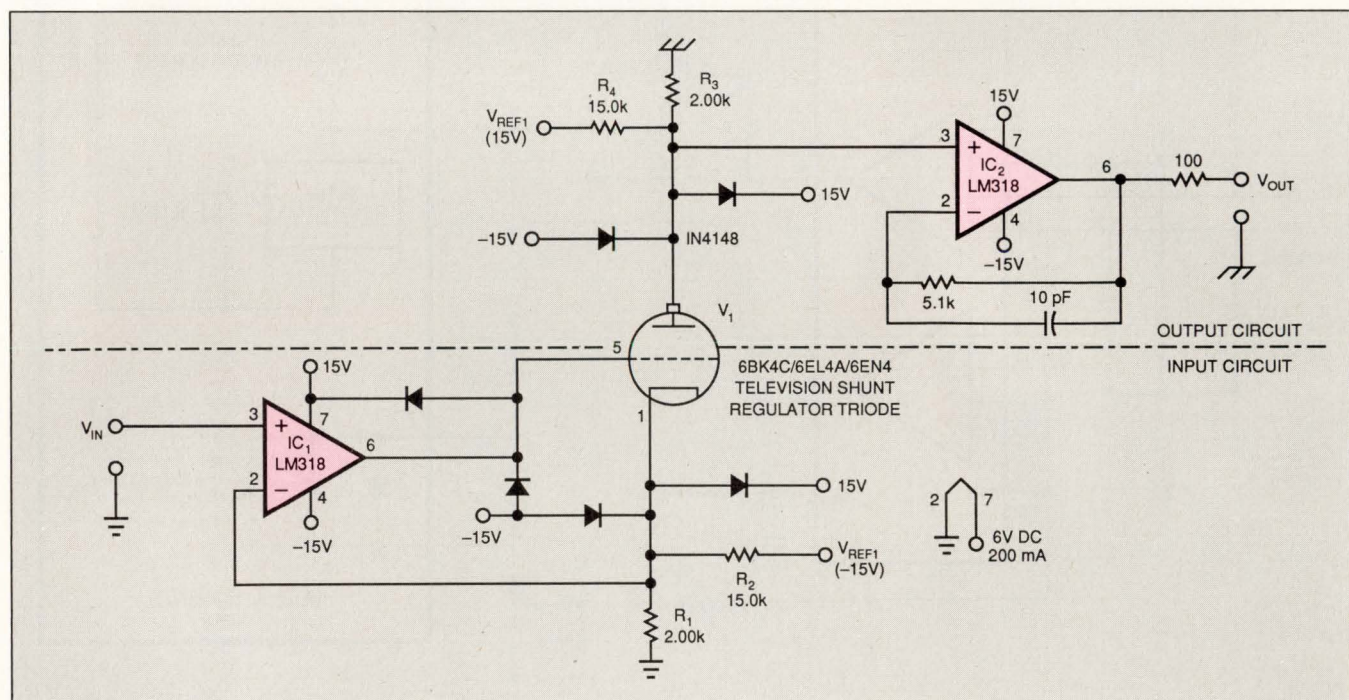 R3
2.00k
R4
15.0k
VREF1
(15V)
15V
3
+
7
IC2
LM318
6
100
VOUT
2
−
4
−15V
15V
−15V
IN4148
5.1k
10 pF
V1
OUTPUT CIRCUIT
INPUT CIRCUIT
5
6BK4C/6EL4A/6EN4
TELEVISION SHUNT
REGULATOR TRIODE
1
15V
VIN
3
+
7
IC1
LM318
6
2
−
4
−15V
−15V
15V
VREF1
(−15V)
R2
15.0k
R1
2.00k
2
7
6V DC
200 mA